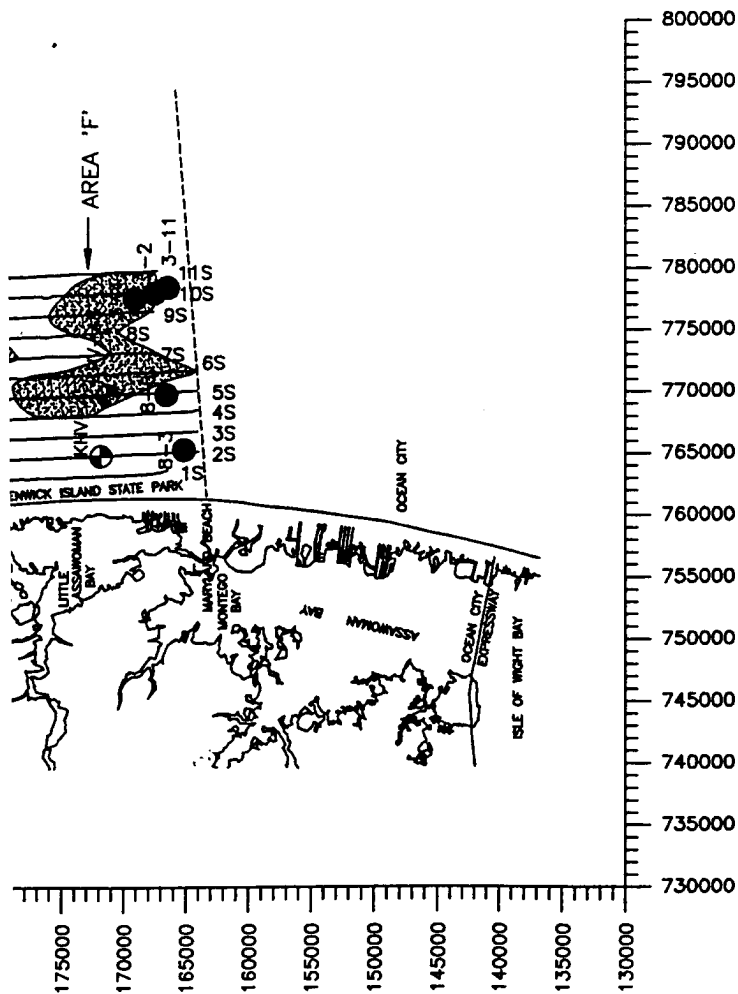 800000
795000
790000
785000
780000
775000
770000
765000
760000
755000
750000
745000
740000
735000
730000
AREA 'F'
-2
3-11
11S
10S
9S
8S
7S
6S
5S
4S
3S
2S
1S
KHV
8-3
ENWICK ISLAND STATE PARK
OCEAN CITY
LITTLE
ASSAWOMAN
BAY
MARYLAND BEACH
MONTEGO
BAY
ASSAWOMAN BAY
OCEAN CITY
EXPRESSWAY
ISLE OF WIGHT BAY
175000
170000
165000
160000
155000
150000
145000
140000
135000
130000